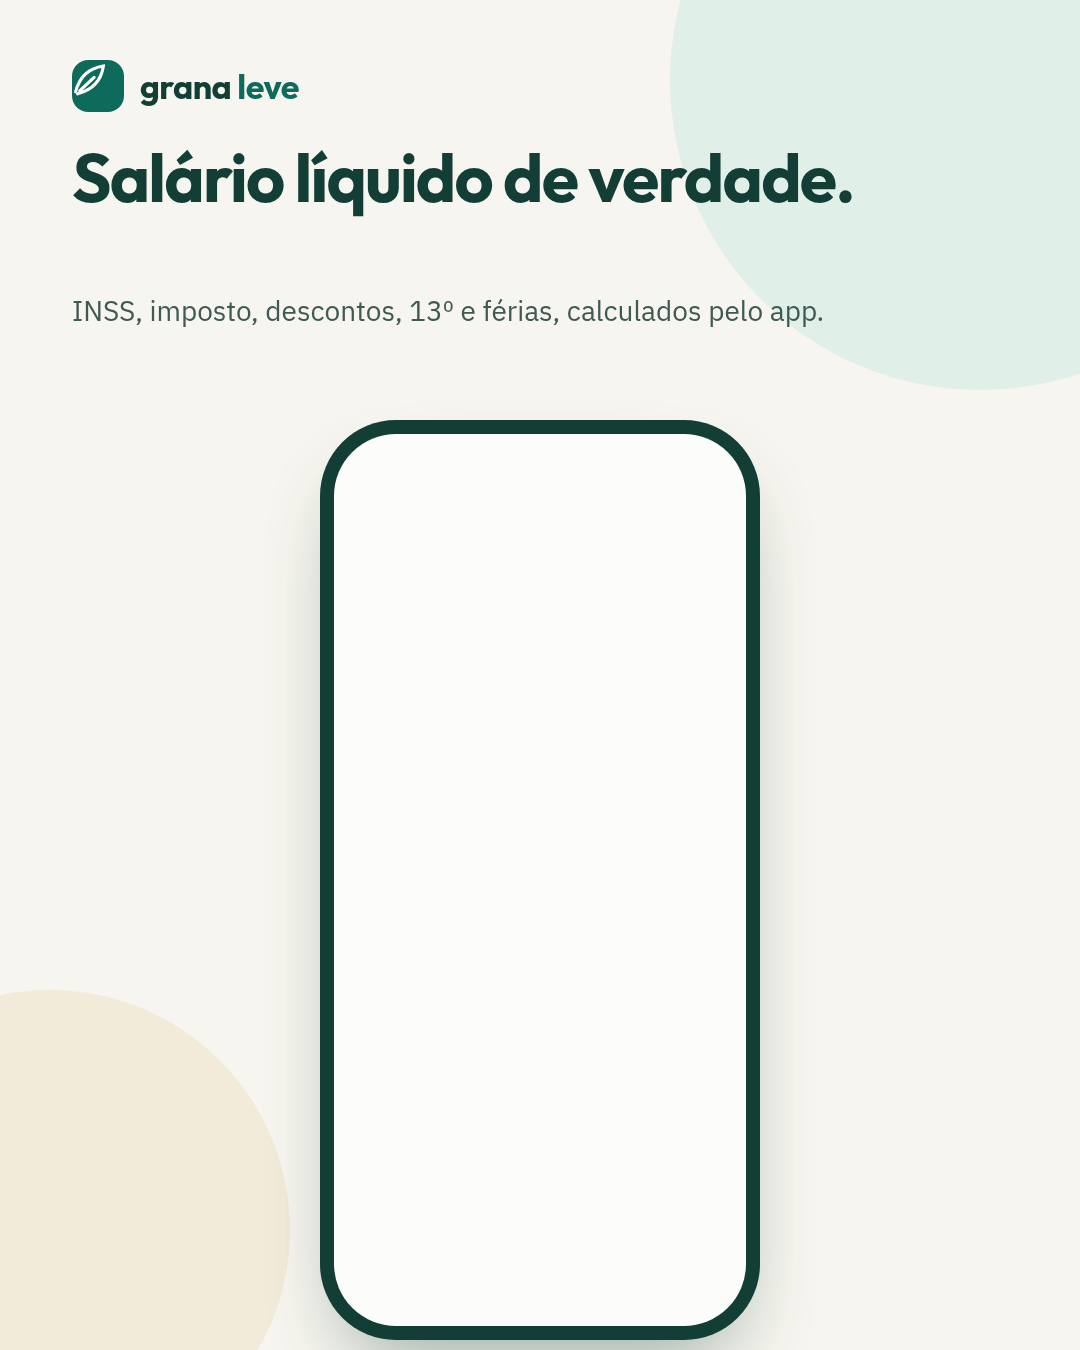 grana leve
Salário líquido de verdade.
INSS, imposto, descontos, 13º e férias, calculados pelo app.